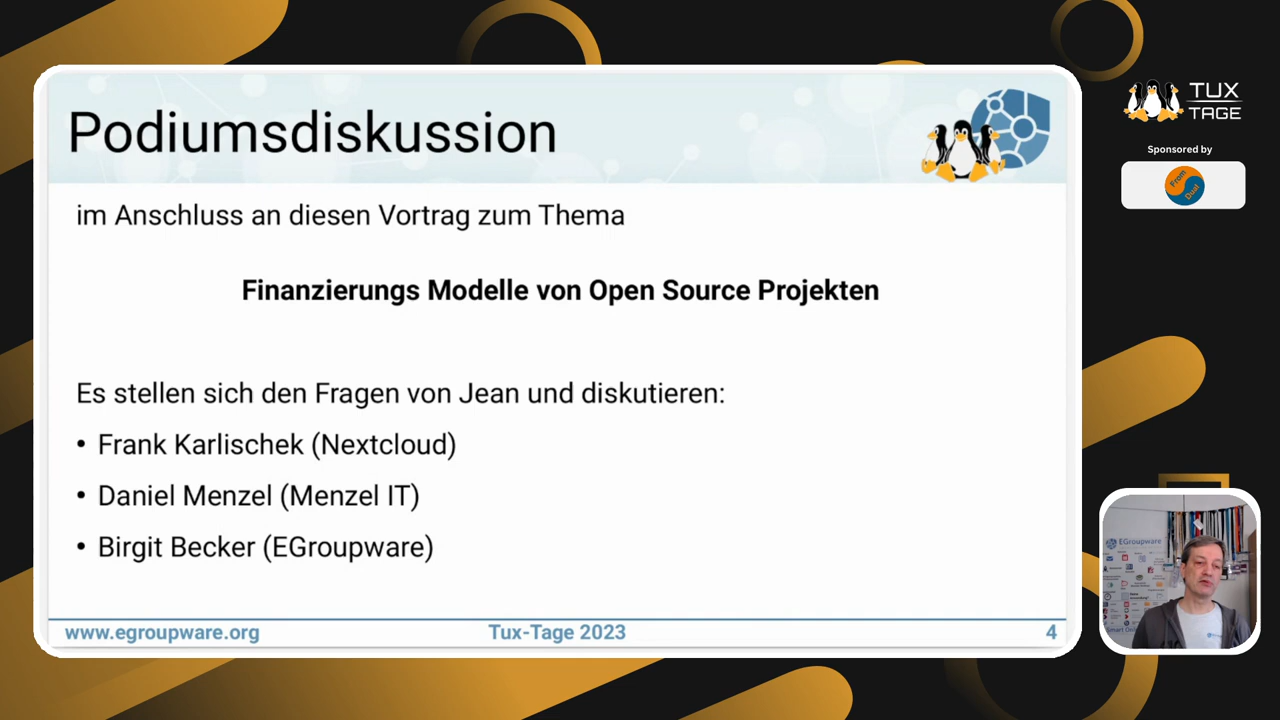 Podiumsdiskussion
im Anschluss an diesen Vortrag zum Thema
Finanzierungs Modelle von Open Source Projekten
Es stellen sich den Fragen von Jean und diskutieren:
• Frank Karlischek (Nextcloud)
• Daniel Menzel (Menzel IT)
• Birgit Becker (EGroupware)
www.egroupware.org
Tux-Tage 2023
4
TUX
TAGE
Sponsored by
From
Dual
EGroupware